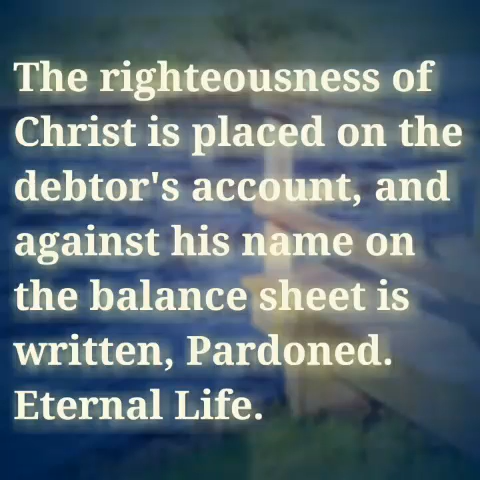 The righteousness of
Christ is placed on the
debtor's account, and
against his name on
the balance sheet is
written, Pardoned.
Eternal Life.